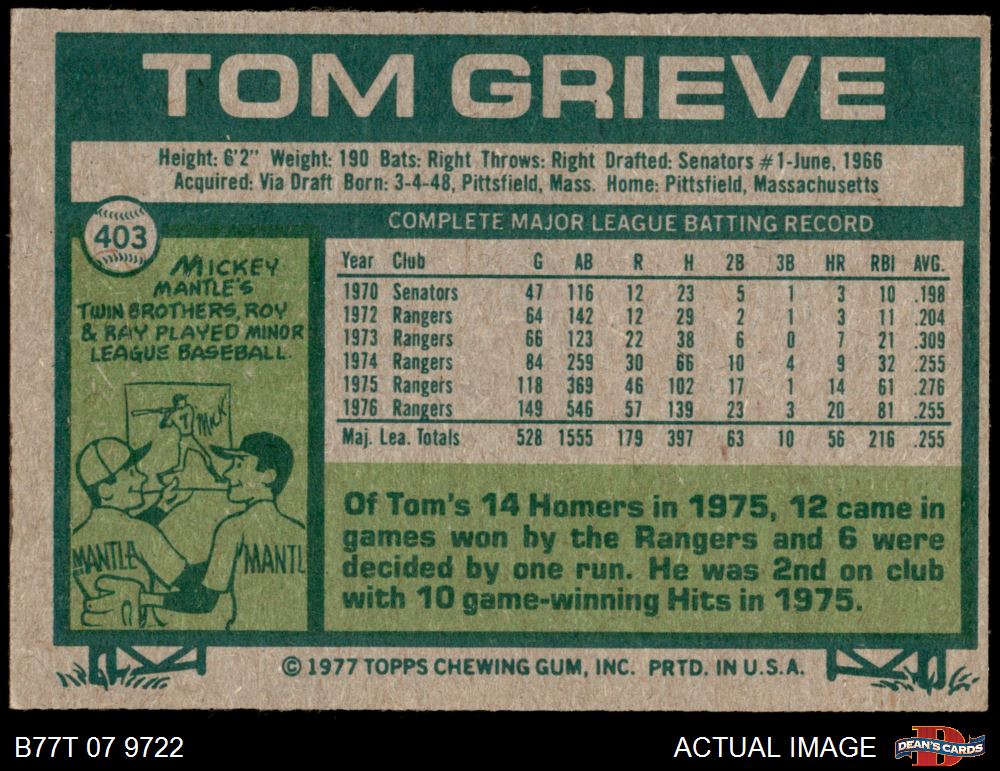 TOM GRIEVE
Height: 6'2" Weight: 190 Bats: Right Throws: Right Drafted: Senators #1-June, 1966
Acquired: Via Draft Born: 3-4-48, Pittsfield, Mass. Home: Pittsfield, Massachusetts
403
MICKEY
MANTLE'S
TWIN BROTHERS, ROY
& RAY PLAYED MINOR
LEAGUE BASEBALL.
MICK
MANTLE
MANTL
COMPLETE MAJOR LEAGUE BATTING RECORD
Year Club G AB R H 2B 3B HR RBI AVG.
1970 Senators 47 116 12 23 5 1 3 10 .198
1972 Rangers 64 142 12 29 2 1 3 11 .204
1973 Rangers 66 123 22 38 6 0 7 21 .309
1974 Rangers 84 259 30 66 10 4 9 32 .255
1975 Rangers 118 369 46 102 17 1 14 61 .276
1976 Rangers 149 546 57 139 23 3 20 81 .255
Maj. Lea. Totals 528 1555 179 397 63 10 56 216 .255
Of Tom's 14 Homers in 1975, 12 came in
games won by the Rangers and 6 were
decided by one run. He was 2nd on club
with 10 game-winning Hits in 1975.
© 1977 TOPPS CHEWING GUM, INC. PRTD. IN U.S.A.
B77T 07 9722
ACTUAL IMAGE
D
DEAN'S CARDS